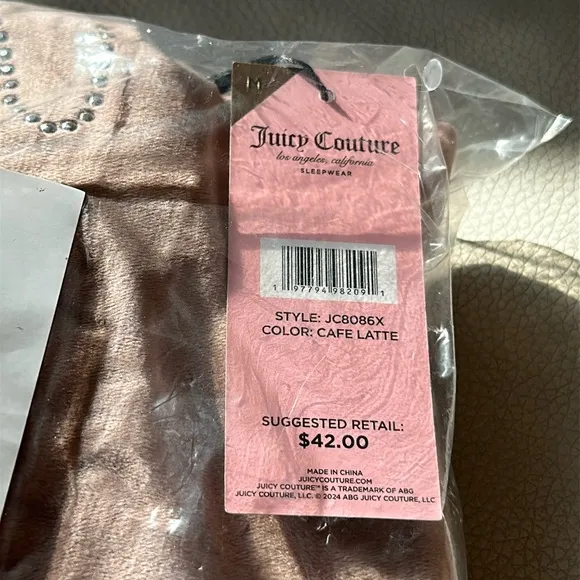 M
Juicy Couture
los angeles, california
SLEEPWEAR
1 97794 98209 1
STYLE: JC8086X
COLOR: CAFE LATTE
SUGGESTED RETAIL:
$42.00
MADE IN CHINA
JUICYCOUTURE.COM
JUICY COUTURE™ IS A TRADEMARK OF ABG
JUICY COUTURE, LLC. © 2024 ABG JUICY COUTURE, LLC